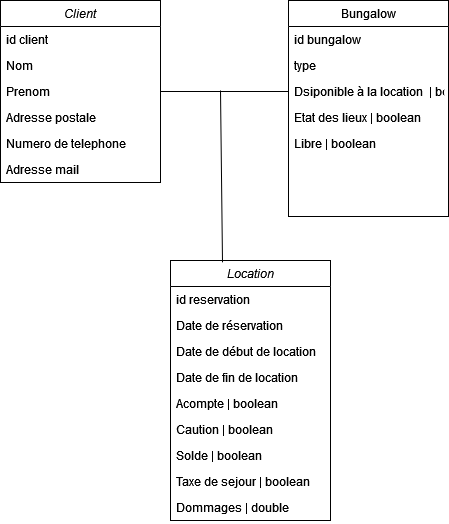 Client
id client
Nom
Prenom
Adresse postale
Numero de telephone
Adresse mail
Bungalow
id bungalow
type
Dsiponible à la location | bo
Etat des lieux | boolean
Libre | boolean
Location
id reservation
Date de réservation
Date de début de location
Date de fin de location
Acompte | boolean
Caution | boolean
Solde | boolean
Taxe de sejour | boolean
Dommages | double